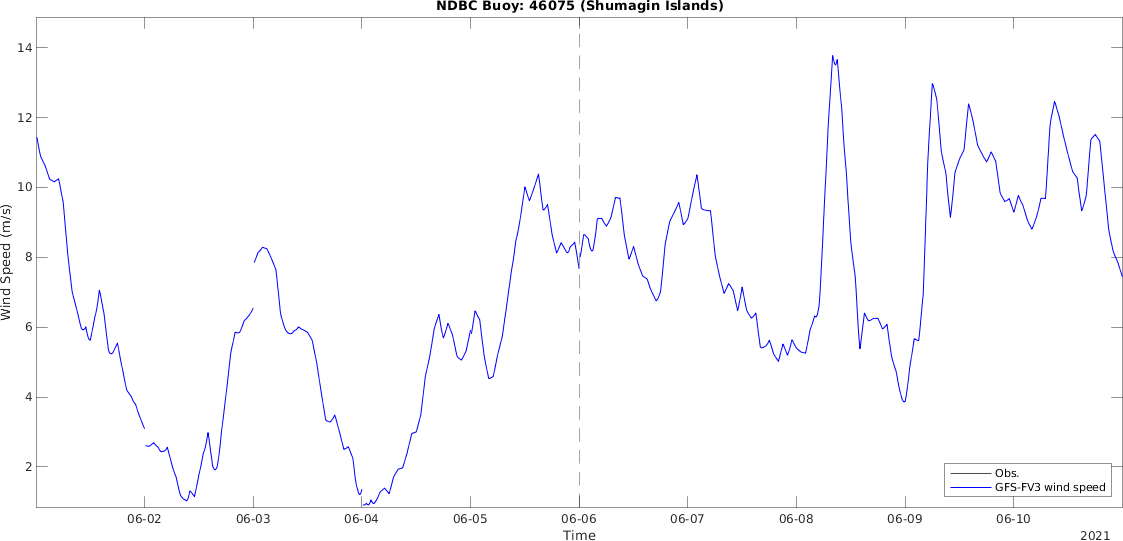 NDBC Buoy: 46075 (Shumagin Islands)
14
12
10
8
6
4
2
Wind Speed (m/s)
Obs.
GFS-FV3 wind speed
06-02 06-03 06-04 06-05 06-06 06-07 06-08 06-09 06-10
Time
2021